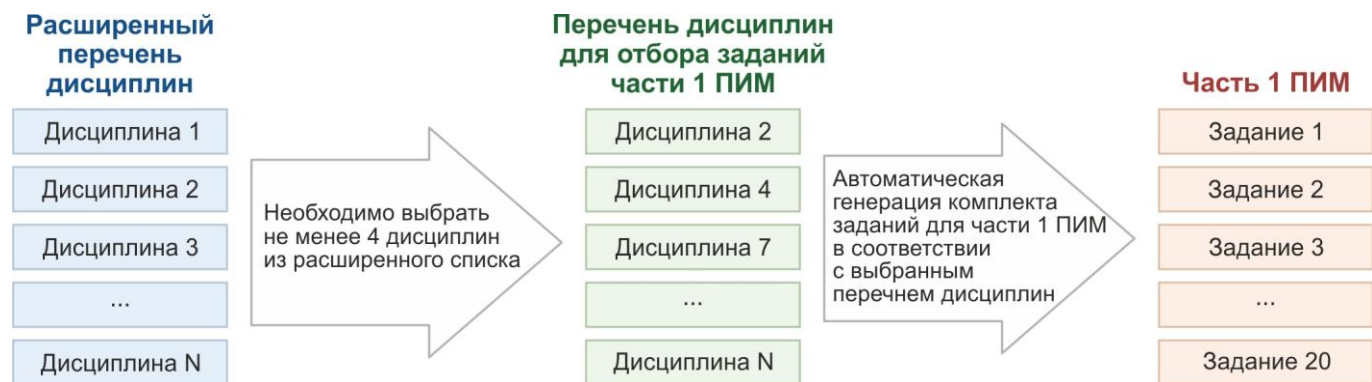 Расширенный
перечень
дисциплин
Дисциплина 1
Дисциплина 2
Дисциплина 3
...
Дисциплина N
Необходимо выбрать
не менее 4 дисциплин
из расширенного списка
Перечень дисциплин
для отбора заданий
части 1 ПИМ
Дисциплина 2
Дисциплина 4
Дисциплина 7
...
Дисциплина N
Автоматическая
генерация комплекта
заданий для части 1 ПИМ
в соответствии
с выбранным
перечнем дисциплин
Часть 1 ПИМ
Задание 1
Задание 2
Задание 3
...
Задание 20